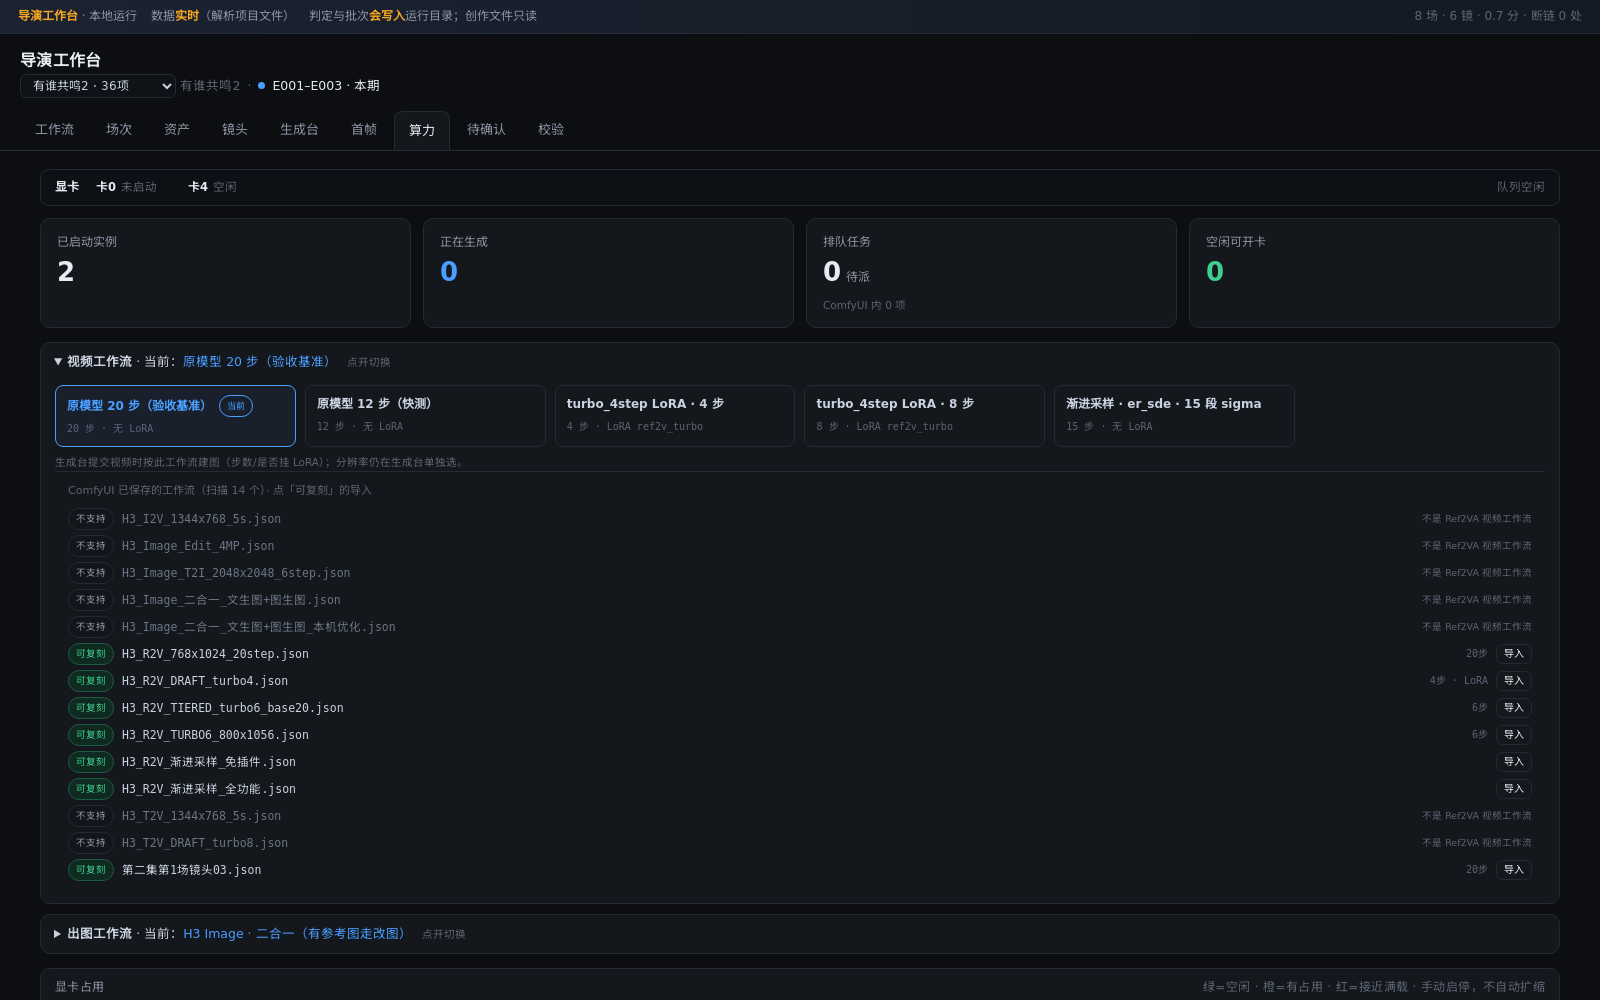 导演工作台 · 本地运行 数据实时（解析项目文件） 判定与批次会写入运行目录；创作文件只读 8 场 · 6 镜 · 0.7 分 · 断链 0 处
导演工作台
有谁共鸣2 · 36项 有谁共鸣2 · E001–E003 · 本期
工作流 场次 资产 镜头 生成台 首帧 算力 待确认 校验
显卡 卡0 未启动 卡4 空闲 队列空闲
已启动实例 正在生成 排队任务 空闲可开卡
2 0 0 待派 0
ComfyUI 内 0 项
视频工作流 · 当前：原模型 20 步（验收基准） 点开切换
原模型 20 步（验收基准） 当前 原模型 12 步（快测） turbo_4step LoRA · 4 步 turbo_4step LoRA · 8 步 渐进采样 · er_sde · 15 段 sigma
20 步 · 无 LoRA 12 步 · 无 LoRA 4 步 · LoRA ref2v_turbo 8 步 · LoRA ref2v_turbo 15 步 · 无 LoRA
生成台提交视频时按此工作流建图（步数/是否挂 LoRA）；分辨率仍在生成台单独选。
ComfyUI 已保存的工作流（扫描 14 个）· 点「可复刻」的导入
不支持 H3_I2V_1344x768_5s.json 不是 Ref2VA 视频工作流
不支持 H3_Image_Edit_4MP.json 不是 Ref2VA 视频工作流
不支持 H3_Image_T2I_2048x2048_6step.json 不是 Ref2VA 视频工作流
不支持 H3_Image_二合一_文生图+图生图.json 不是 Ref2VA 视频工作流
不支持 H3_Image_二合一_文生图+图生图_本机优化.json 不是 Ref2VA 视频工作流
可复刻 H3_R2V_768x1024_20step.json 20步 导入
可复刻 H3_R2V_DRAFT_turbo4.json 4步 · LoRA 导入
可复刻 H3_R2V_TIERED_turbo6_base20.json 6步 导入
可复刻 H3_R2V_TURBO6_800x1056.json 6步 导入
可复刻 H3_R2V_渐进采样_免插件.json 导入
可复刻 H3_R2V_渐进采样_全功能.json 导入
不支持 H3_T2V_1344x768_5s.json 不是 Ref2VA 视频工作流
不支持 H3_T2V_DRAFT_turbo8.json 不是 Ref2VA 视频工作流
可复刻 第二集第1场镜头03.json 20步 导入
出图工作流 · 当前：H3 Image · 二合一（有参考图走改图） 点开切换
显卡占用 绿=空闲 · 橙=有占用 · 红=接近满载 · 手动启停，不自动扩缩